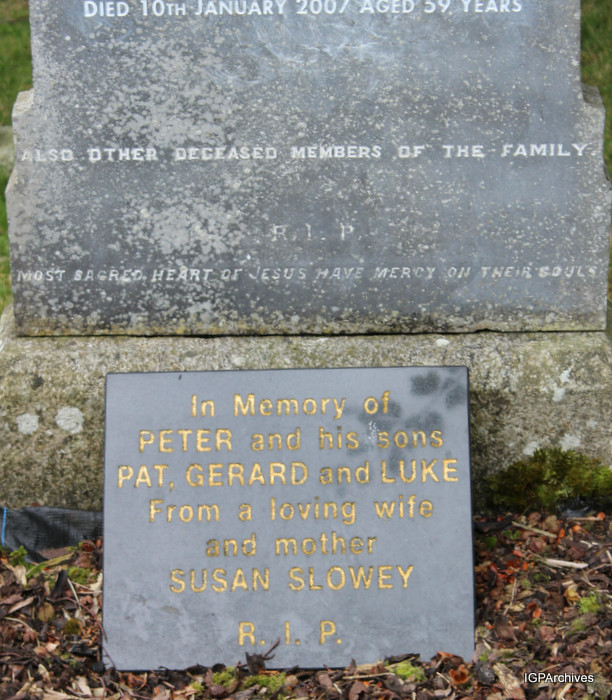 DIED 10TH JANUARY 2007 AGED 59 YEARS
ALSO OTHER DECEASED MEMBERS OF THE FAMILY
R.I.P.
MOST SACRED HEART OF JESUS HAVE MERCY ON THEIR SOULS
In Memory of
PETER and his sons
PAT, GERARD and LUKE
From a loving wife
and mother
SUSAN SLOWEY
R. I. P.
IGPArchives